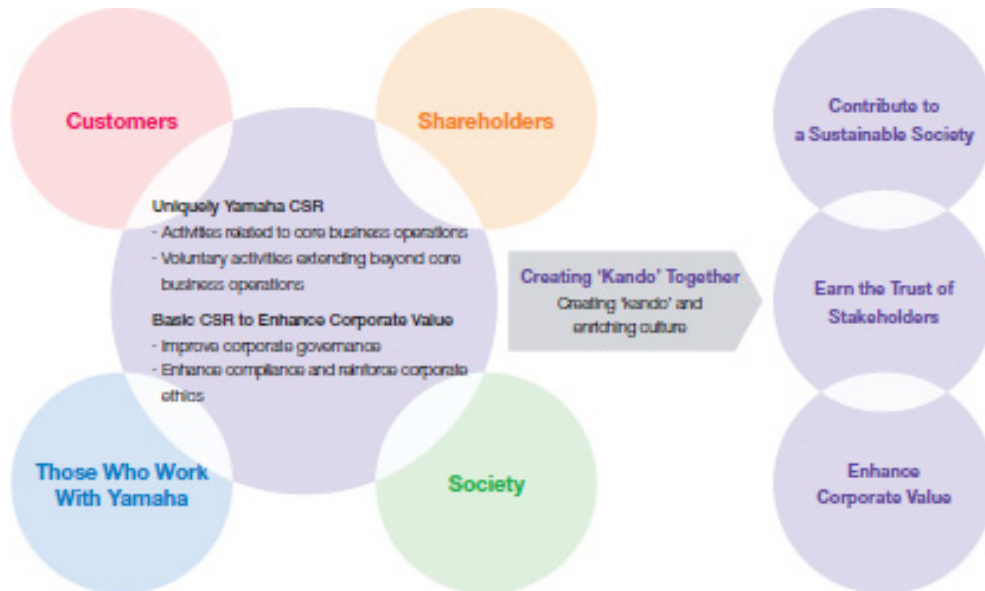 Customers
Shareholders
Uniquely Yamaha CSR
- Activities related to core business operations
- Voluntary activities extending beyond core
business operations
Basic CSR to Enhance Corporate Value
- Improve corporate governance
- Enhance compliance and reinforce corporate
ethics
Those Who Work
With Yamaha
Society
Creating 'Kando' Together
Creating 'kando' and
enriching culture
Contribute to
a Sustainable Society
Earn the Trust of
Stakeholders
Enhance
Corporate Value